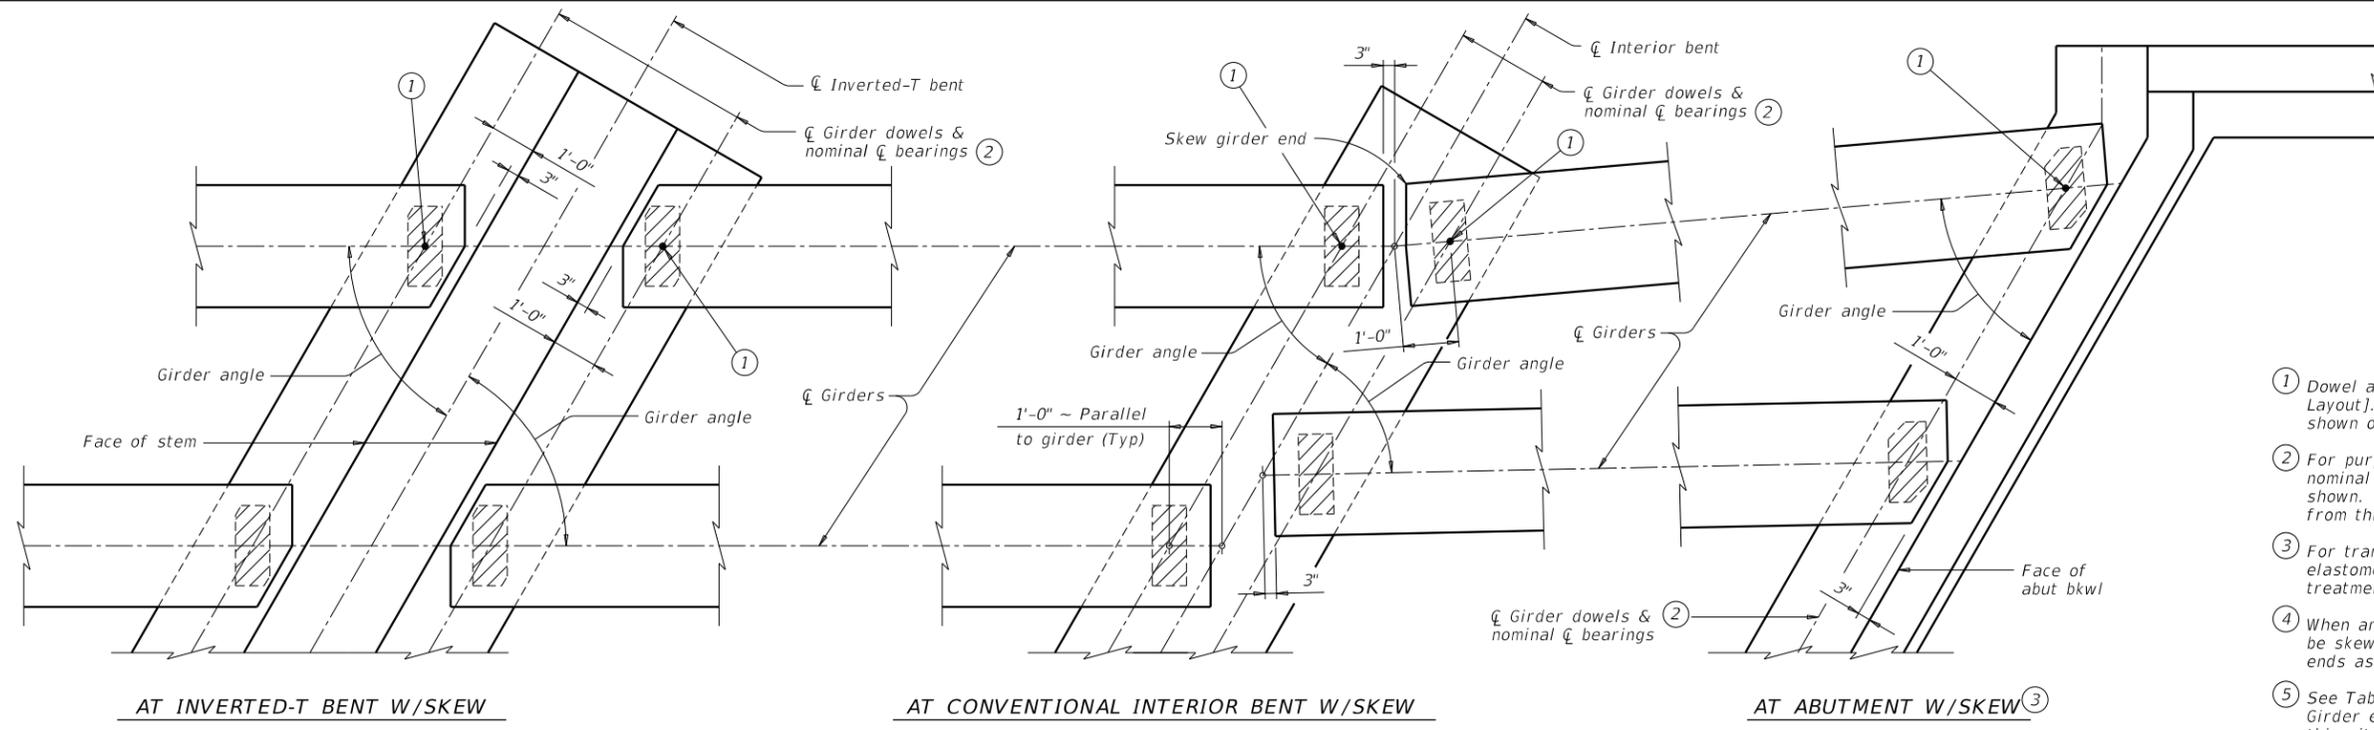 1
℄ Inverted-T bent
℄ Girder dowels &
nominal ℄ bearings 2
1'-0"
3"
3"
1'-0"
Girder angle
1
Girder angle
Face of stem
AT INVERTED-T BENT W/SKEW
℄ Girders
1
3"
℄ Interior bent
℄ Girder dowels &
nominal ℄ bearings 2
Skew girder end
1
1'-0"
Girder angle
Girder angle
1'-0" ~ Parallel
to girder (Typ)
3"
AT CONVENTIONAL INTERIOR BENT W/SKEW
℄ Girders
1
Girder angle
1'-0"
3"
Face of
abut bkwl
℄ Girder dowels & 2
nominal ℄ bearings
AT ABUTMENT W/SKEW 3
1 Dowel a
Layout].
shown o
2 For pur
nominal
shown.
from th
3 For tran
elastome
treatme
4 When an
be skew
ends as
5 See Tab
Girder e